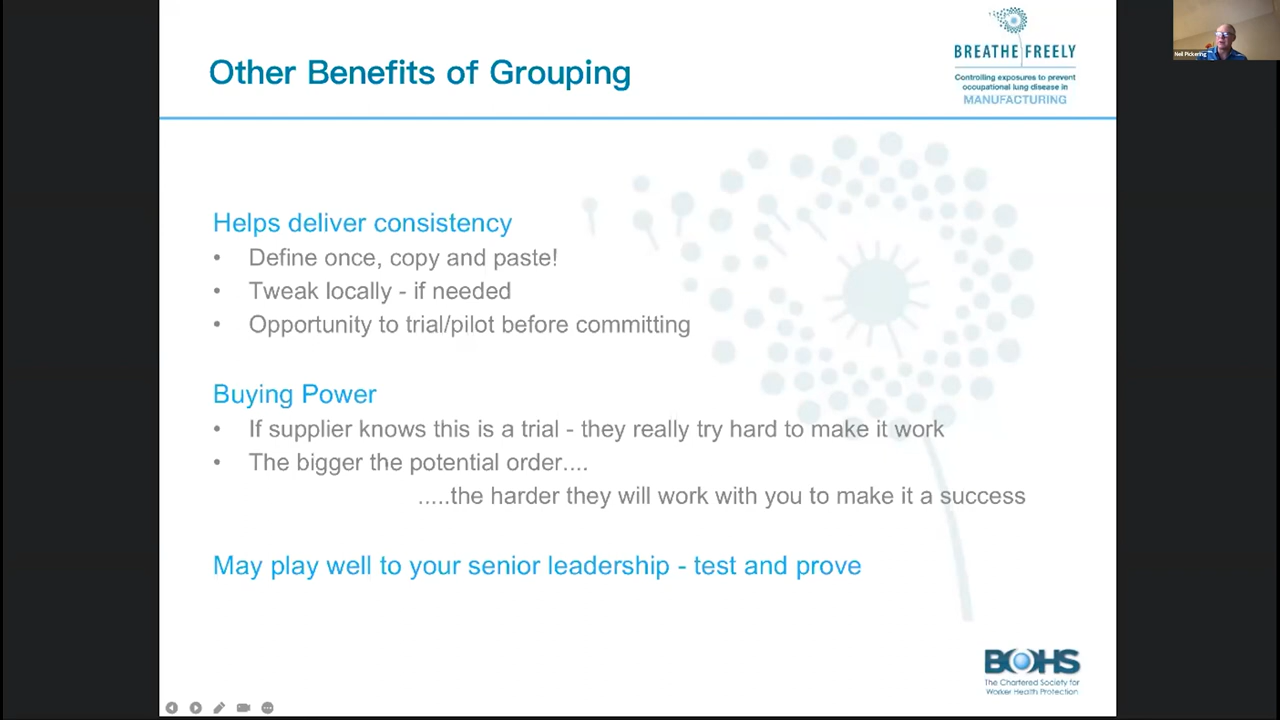 Other Benefits of Grouping
BREATHE FREELY
Controlling exposures to prevent
occupational lung disease in
MANUFACTURING
Neil Pickering
Helps deliver consistency
• Define once, copy and paste!
• Tweak locally - if needed
• Opportunity to trial/pilot before committing
Buying Power
• If supplier knows this is a trial - they really try hard to make it work
• The bigger the potential order....
.....the harder they will work with you to make it a success
May play well to your senior leadership - test and prove
BOHS
The Chartered Society for
Worker Health Protection